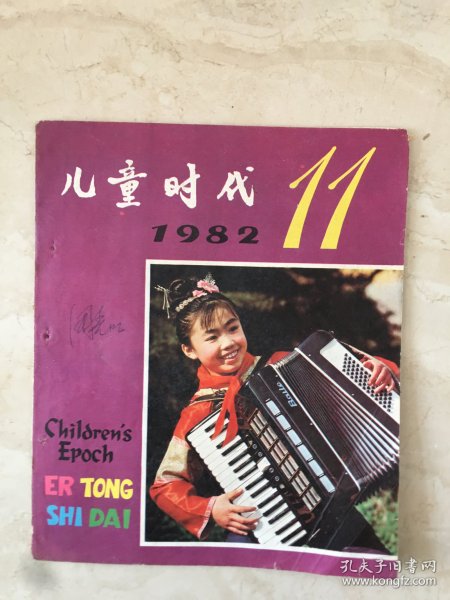 儿童时代
11
1982
Children's
Epoch
ER TONG
SHI DAI
孔夫子旧书网
www.kongfz.com